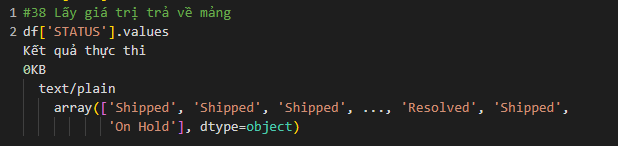 1 #38 Lấy giá trị trả về mảng
2 df['STATUS'].values
Kết quả thực thi
0KB
text/plain
array(['Shipped', 'Shipped', 'Shipped', ..., 'Resolved', 'Shipped',
'On Hold'], dtype=object)